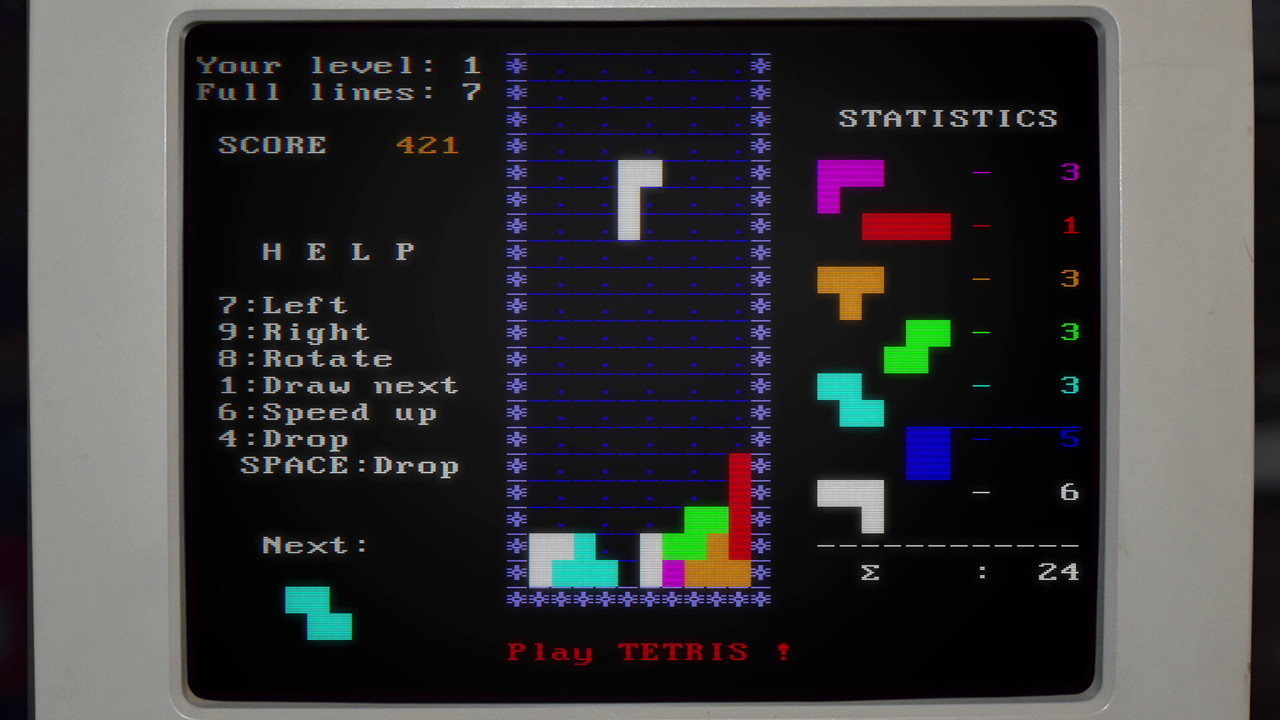 Your level: 1
Full lines: 7
SCORE 421
H E L P
7:Left
9:Right
8:Rotate
1:Draw next
6:Speed up
4:Drop
SPACE:Drop
Next:
Play TETRIS !
STATISTICS
- 3
- 1
- 3
- 3
- 3
- 5
- 6
------------
Σ : 24